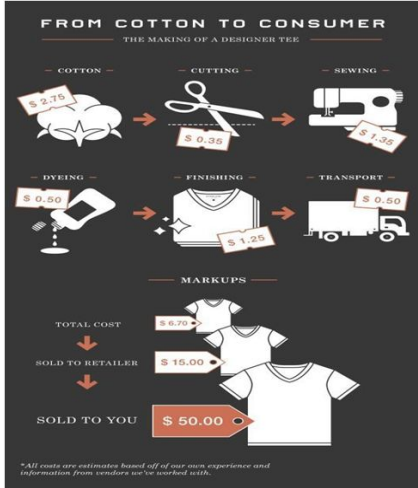 FROM COTTON TO CONSUMER
THE MAKING OF A DESIGNER TEE
COTTON
CUTTING
SEWING
$ 2.75
$ 0.35
$ 1.35
DYEING
FINISHING
TRANSPORT
$ 0.50
$ 1.25
$ 0.50
MARKUPS
TOTAL COST
$ 6.70
SOLD TO RETAILER
$ 15.00
SOLD TO YOU
$ 50.00
*All costs are estimates based off of our own experience and
information from vendors we've worked with.